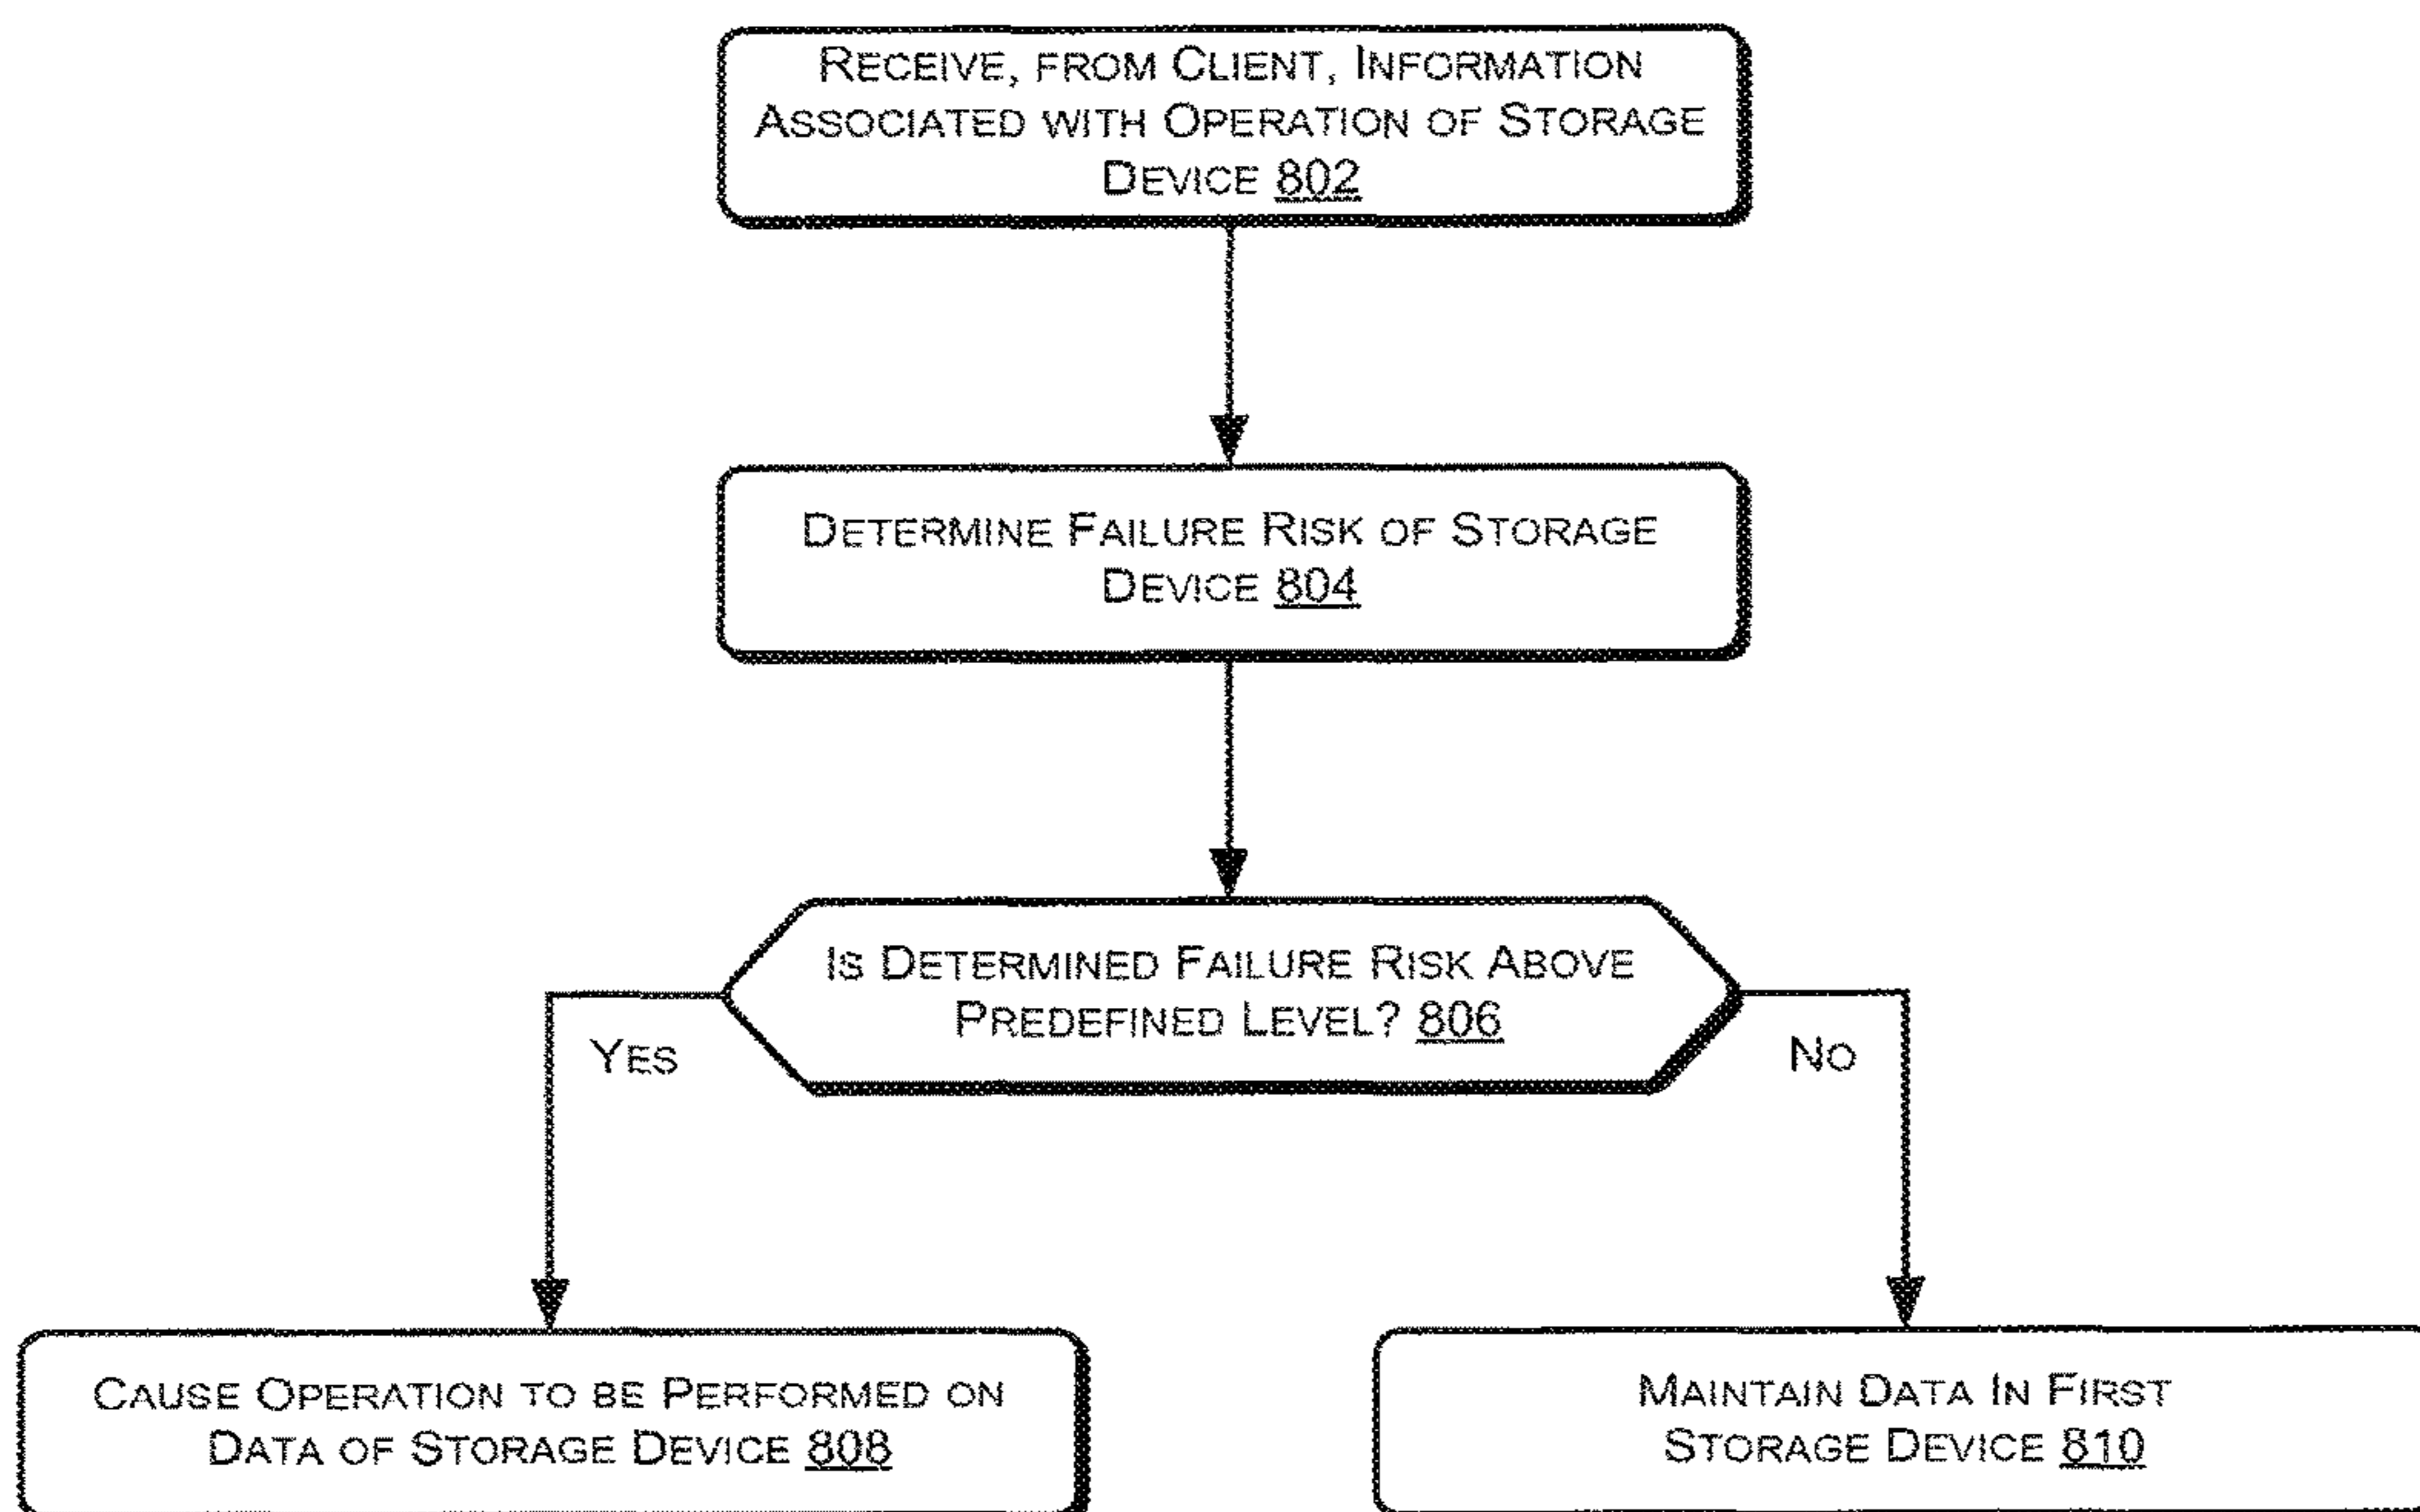 RECEIVE, FROM CLIENT, INFORMATION
ASSOCIATED WITH OPERATION OF STORAGE
DEVICE 802
DETERMINE FAILURE RISK OF STORAGE
DEVICE 804
IS DETERMINED FAILURE RISK ABOVE
PREDEFINED LEVEL? 806
YES
NO
CAUSE OPERATION TO BE PERFORMED ON
DATA OF STORAGE DEVICE 808
MAINTAIN DATA IN FIRST
STORAGE DEVICE 810